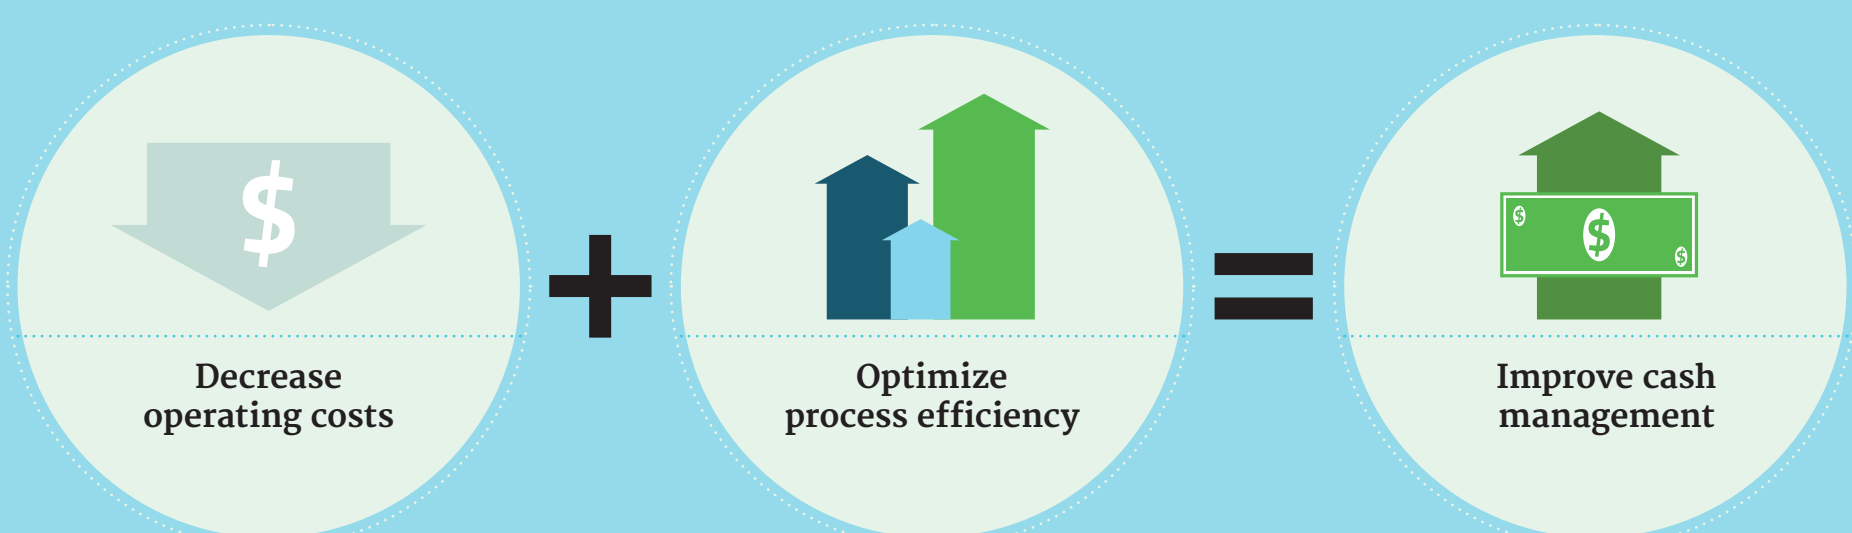 $
Decrease
operating costs
+
Optimize
process efficiency
=
$ $ $
Improve cash
management